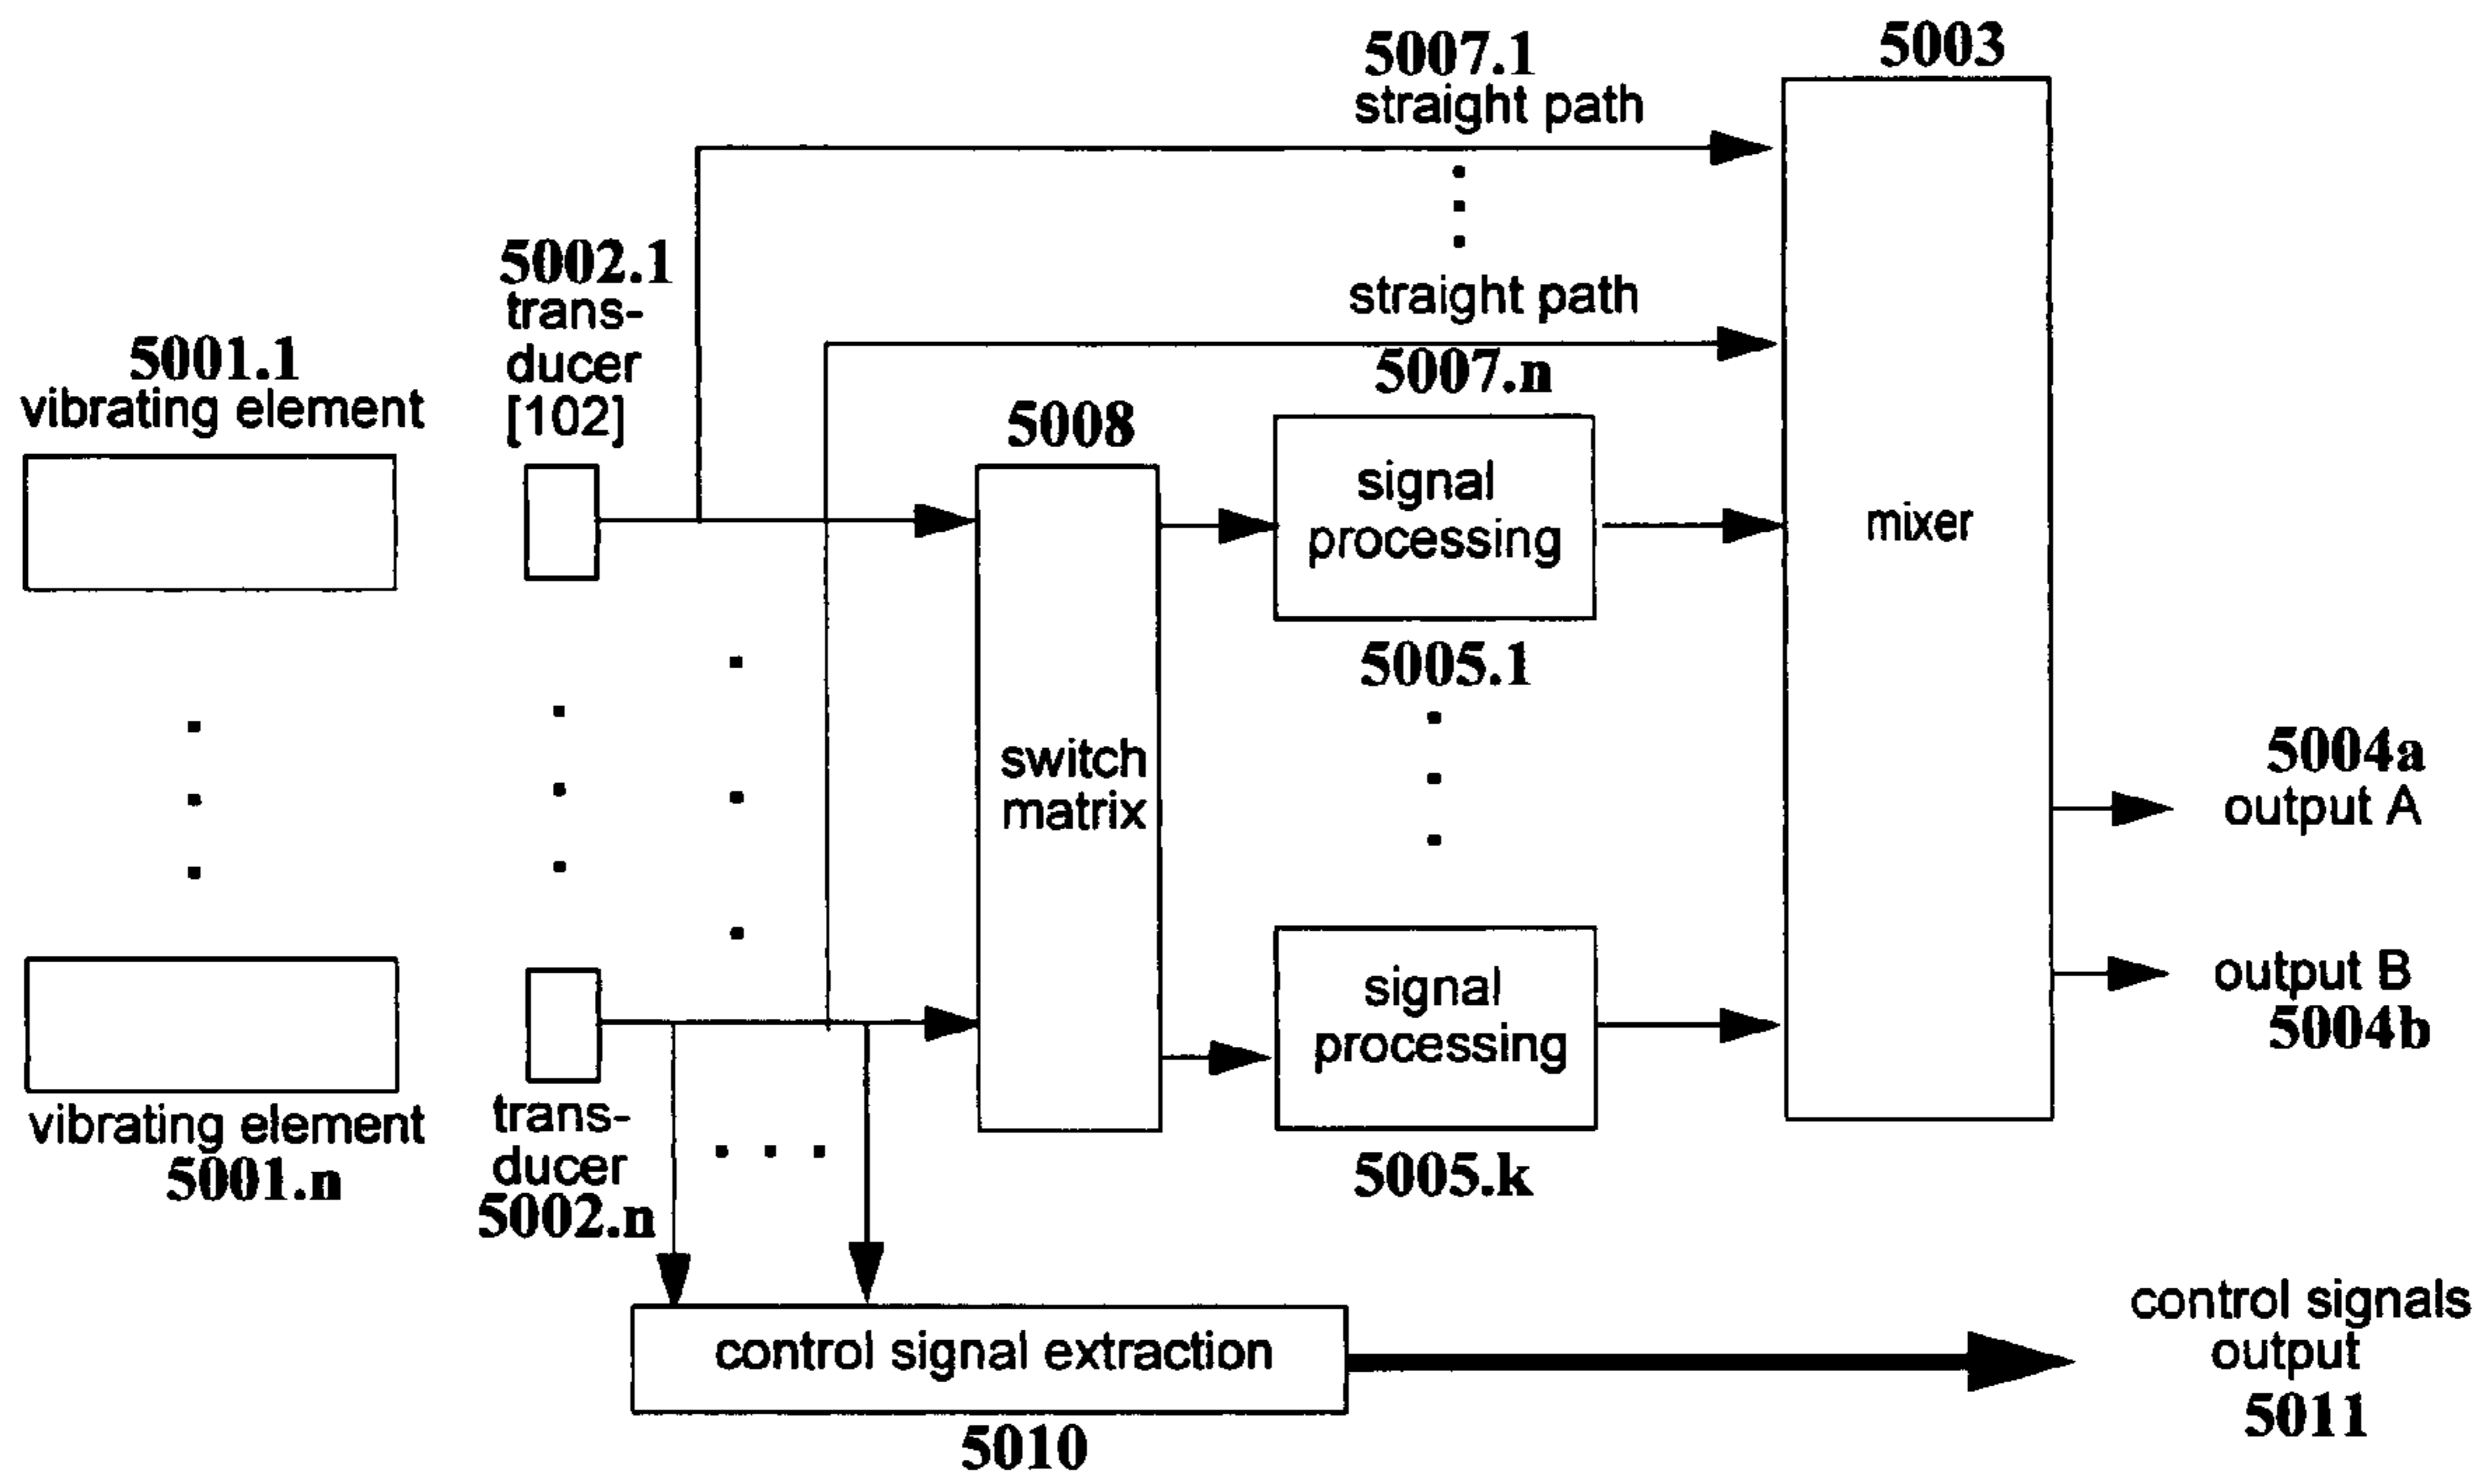 5007.1
straight path
5003
5002.1
trans-
ducer
[102]
straight path
5007.n
5001.1
vibrating element
5008
signal
processing
5005.1
mixer
switch
matrix
5004a
output A
output B
5004b
signal
processing
5005.k
vibrating element
5001.n
trans-
ducer
5002.n
control signal extraction
5010
control signals
output
5011